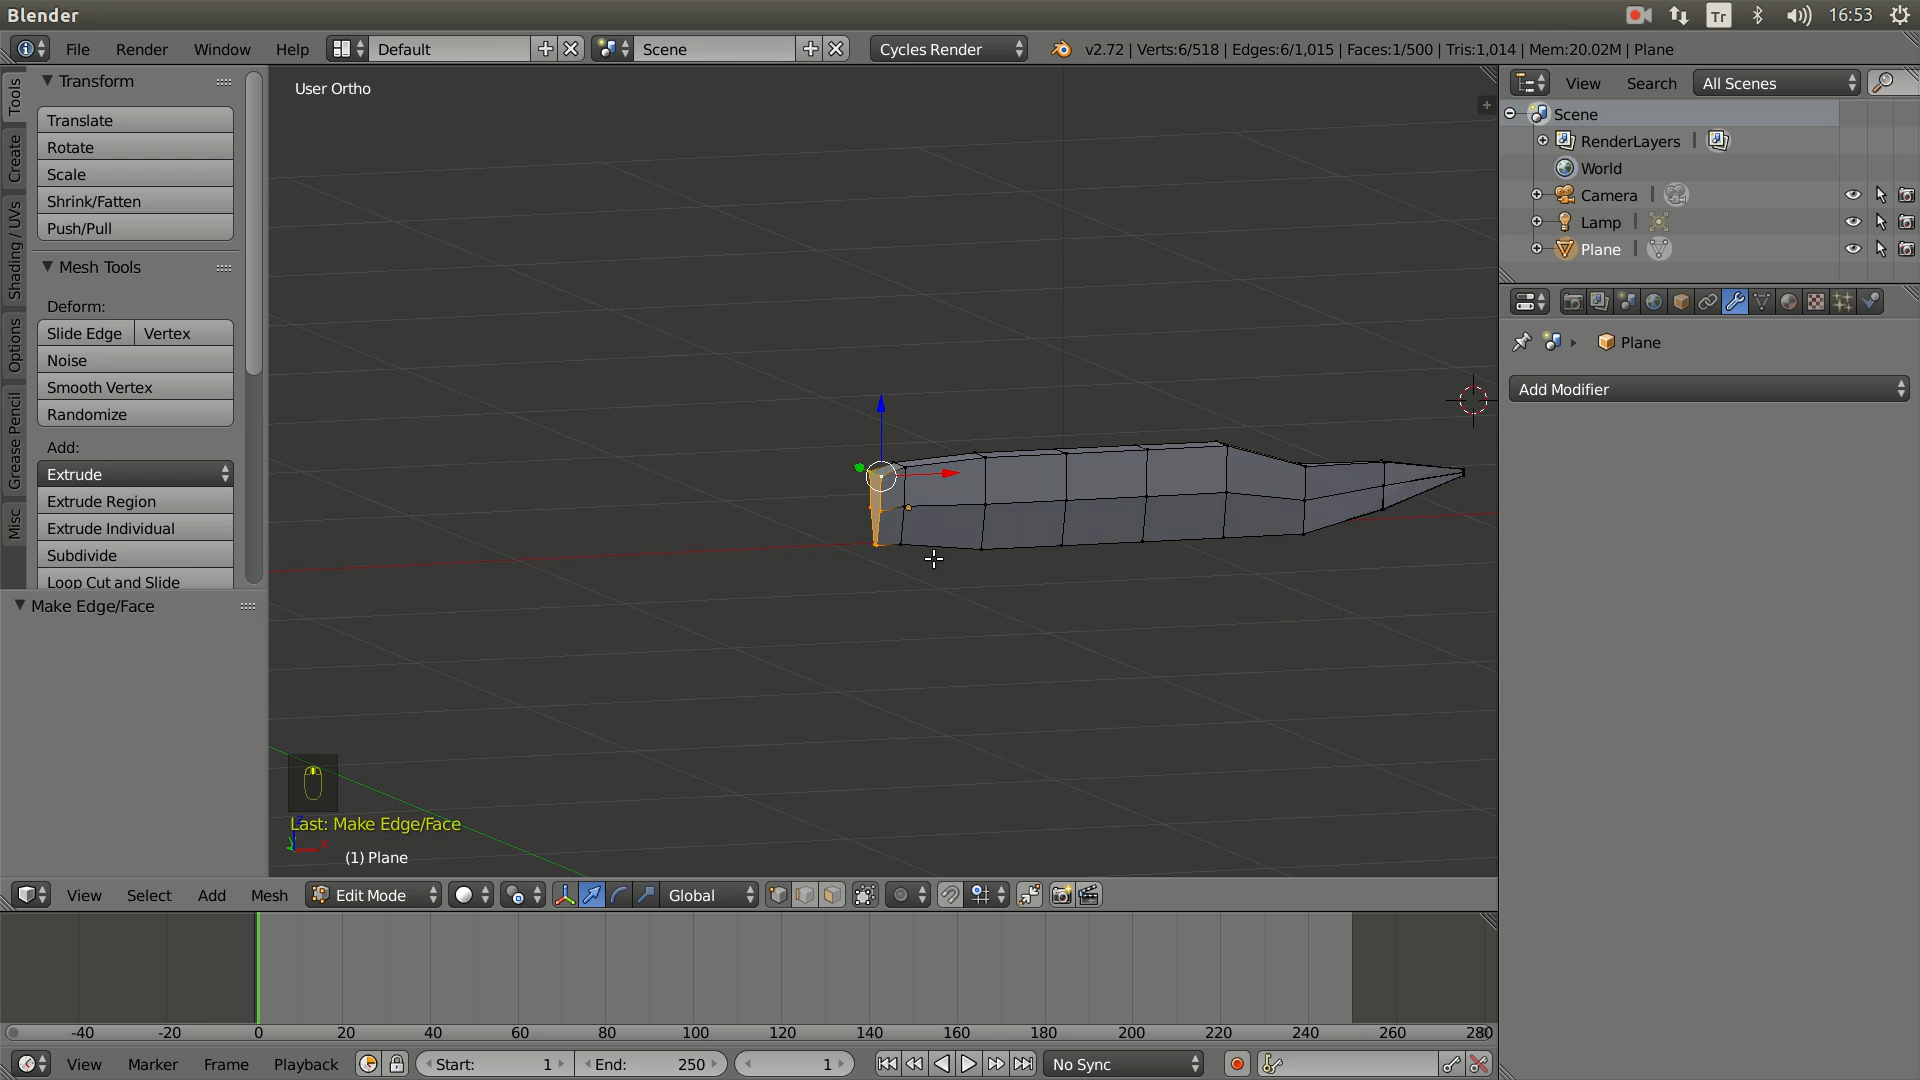 Blender
Tr
16:53
File Render Window Help Default Scene Cycles Render v2.72 | Verts:6/518 | Edges:6/1,015 | Faces:1/500 | Tris:1,014 | Mem:20.02M | Plane
Tools
Create
Shading / UVs
Options
Grease Pencil
Misc
Transform
Translate
Rotate
Scale
Shrink/Fatten
Push/Pull
Mesh Tools
Deform:
Slide Edge Vertex
Noise
Smooth Vertex
Randomize
Add:
Extrude
Extrude Region
Extrude Individual
Subdivide
Loop Cut and Slide
Make Edge/Face
User Ortho
Last: Make Edge/Face
(1) Plane
View Search All Scenes
Scene
RenderLayers
World
Camera
Lamp
Plane
Plane
Add Modifier
View Select Add Mesh Edit Mode Global
-40 -20 0 20 40 60 80 100 120 140 160 180 200 220 240 260 280
View Marker Frame Playback Start: 1 End: 250 1 No Sync